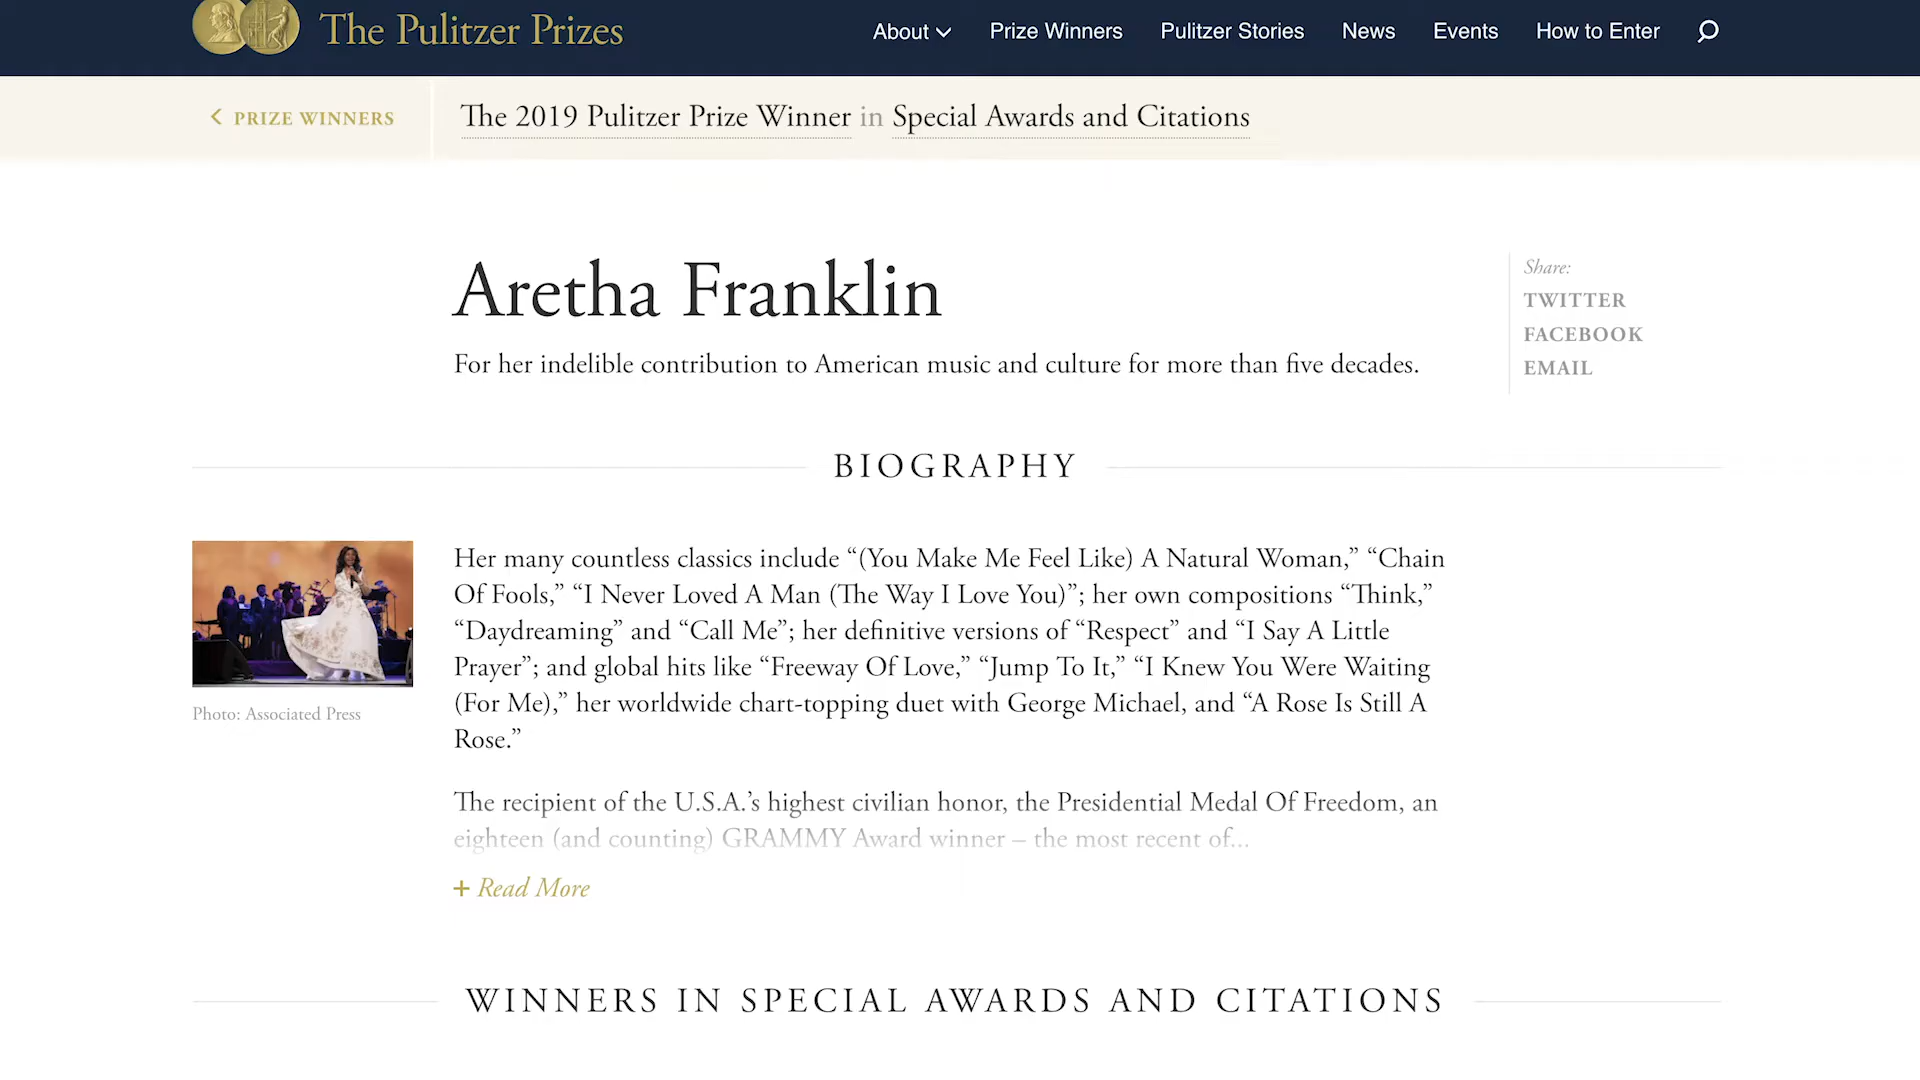 The Pulitzer Prizes
About
Prize Winners
Pulitzer Stories
News
Events
How to Enter
PRIZE WINNERS
The 2019 Pulitzer Prize Winner in Special Awards and Citations
Aretha Franklin
For her indelible contribution to American music and culture for more than five decades.
Share:
TWITTER
FACEBOOK
EMAIL
BIOGRAPHY
Her many countless classics include “(You Make Me Feel Like) A Natural Woman,” “Chain
Of Fools,” “I Never Loved A Man (The Way I Love You)”; her own compositions “Think,”
“Daydreaming” and “Call Me”; her definitive versions of “Respect” and “I Say A Little
Prayer”; and global hits like “Freeway Of Love,” “Jump To It,” “I Knew You Were Waiting
(For Me),” her worldwide chart-topping duet with George Michael, and “A Rose Is Still A
Rose.”
Photo: Associated Press
The recipient of the U.S.A.’s highest civilian honor, the Presidential Medal Of Freedom, an
eighteen (and counting) GRAMMY Award winner – the most recent of...
+ Read More
WINNERS IN SPECIAL AWARDS AND CITATIONS